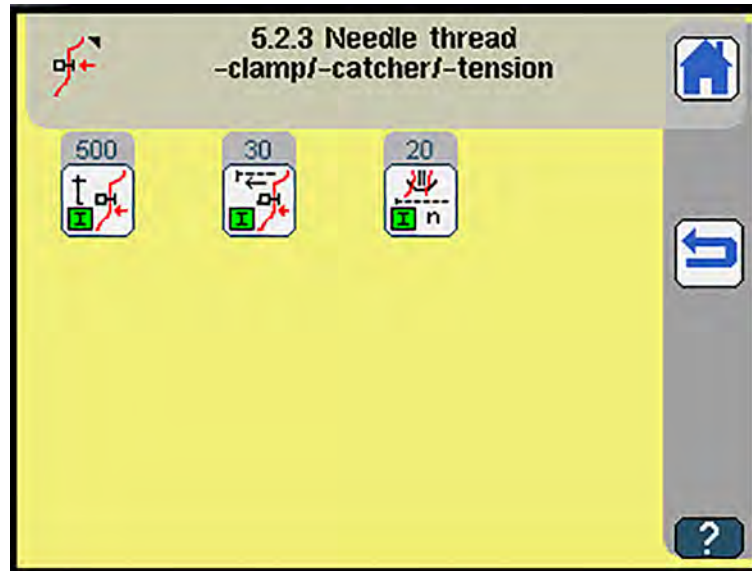 5.2.3 Needle thread
-clamp/-catcher/-tension
500 30 20
t
I I I n
?